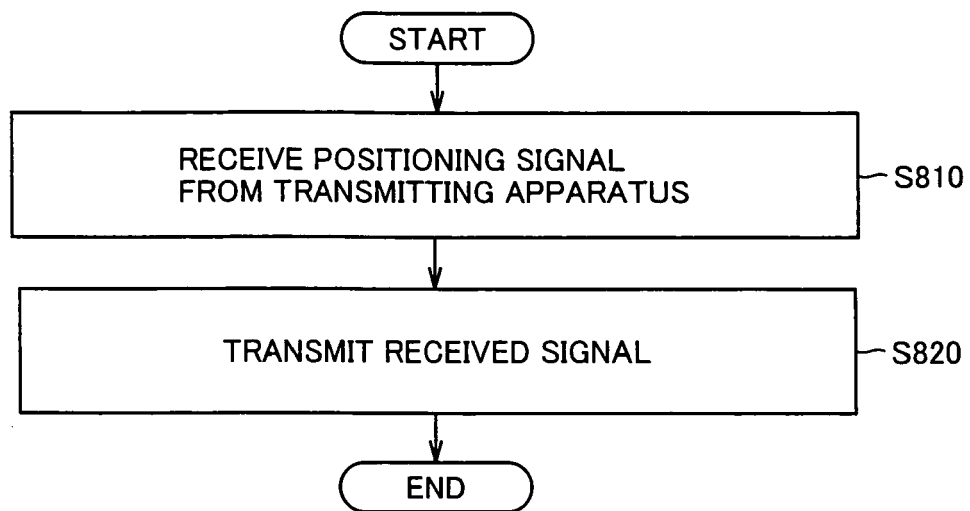 START
RECEIVE POSITIONING SIGNAL
FROM TRANSMITTING APPARATUS
S810
TRANSMIT RECEIVED SIGNAL
S820
END